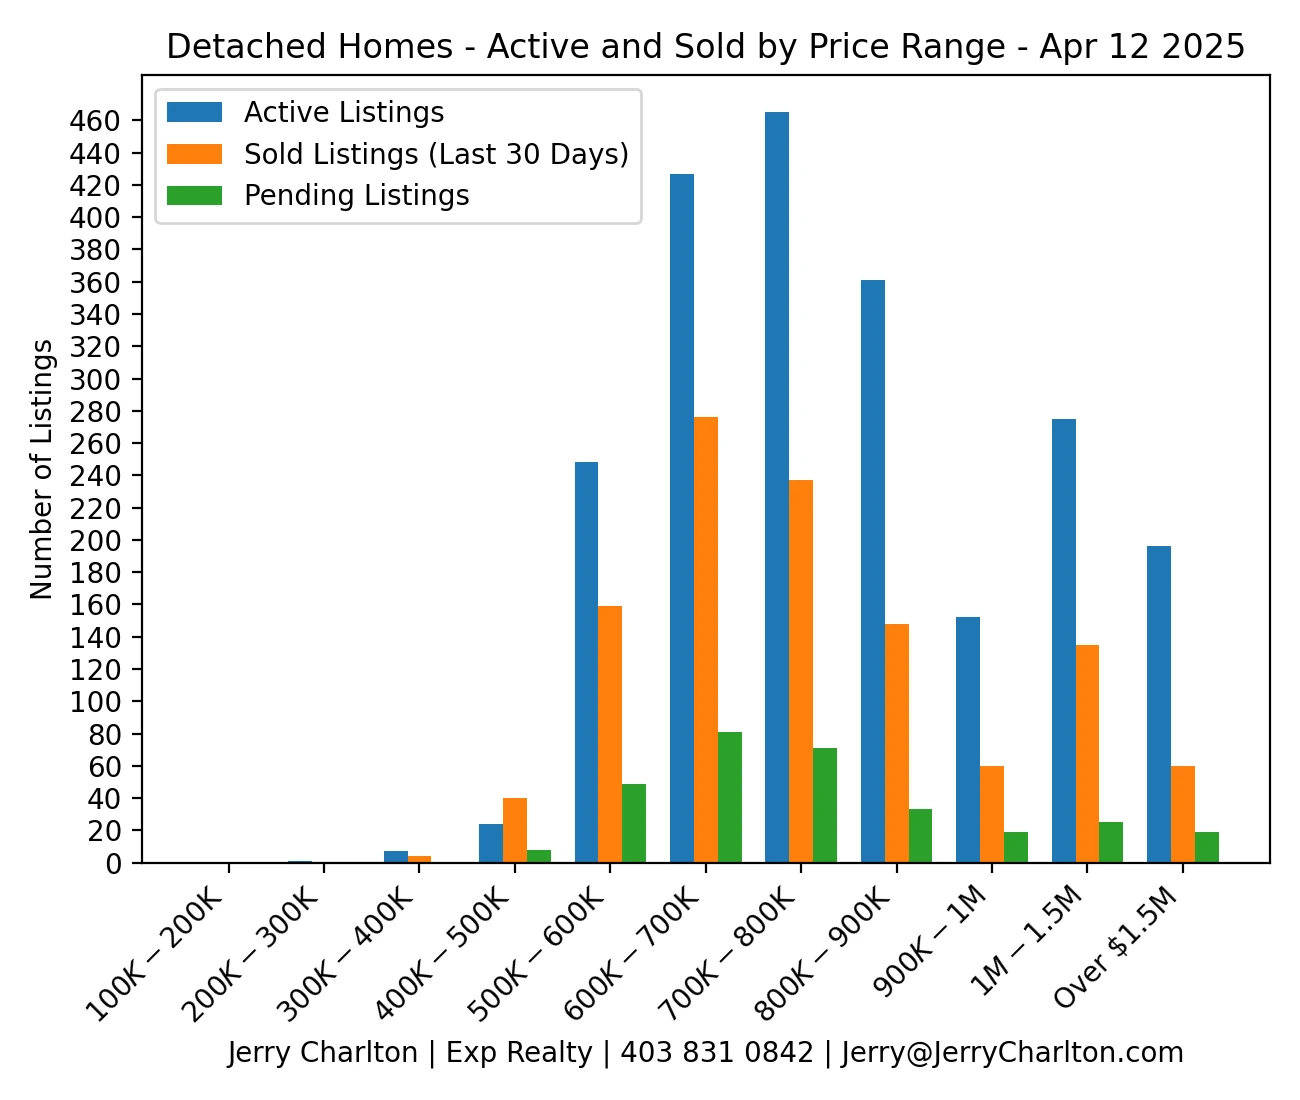 Detached Homes - Active and Sold by Price Range - Apr 12 2025
Active Listings
Sold Listings (Last 30 Days)
Pending Listings
Number of Listings
460
440
420
400
380
360
340
320
300
280
260
240
220
200
180
160
140
120
100
80
60
40
20
0
100K − 200K
200K − 300K
300K − 400K
400K − 500K
500K − 600K
600K − 700K
700K − 800K
800K − 900K
900K − 1M
1M − 1.5M
Over $1.5M
Jerry Charlton | Exp Realty | 403 831 0842 | Jerry@JerryCharlton.com